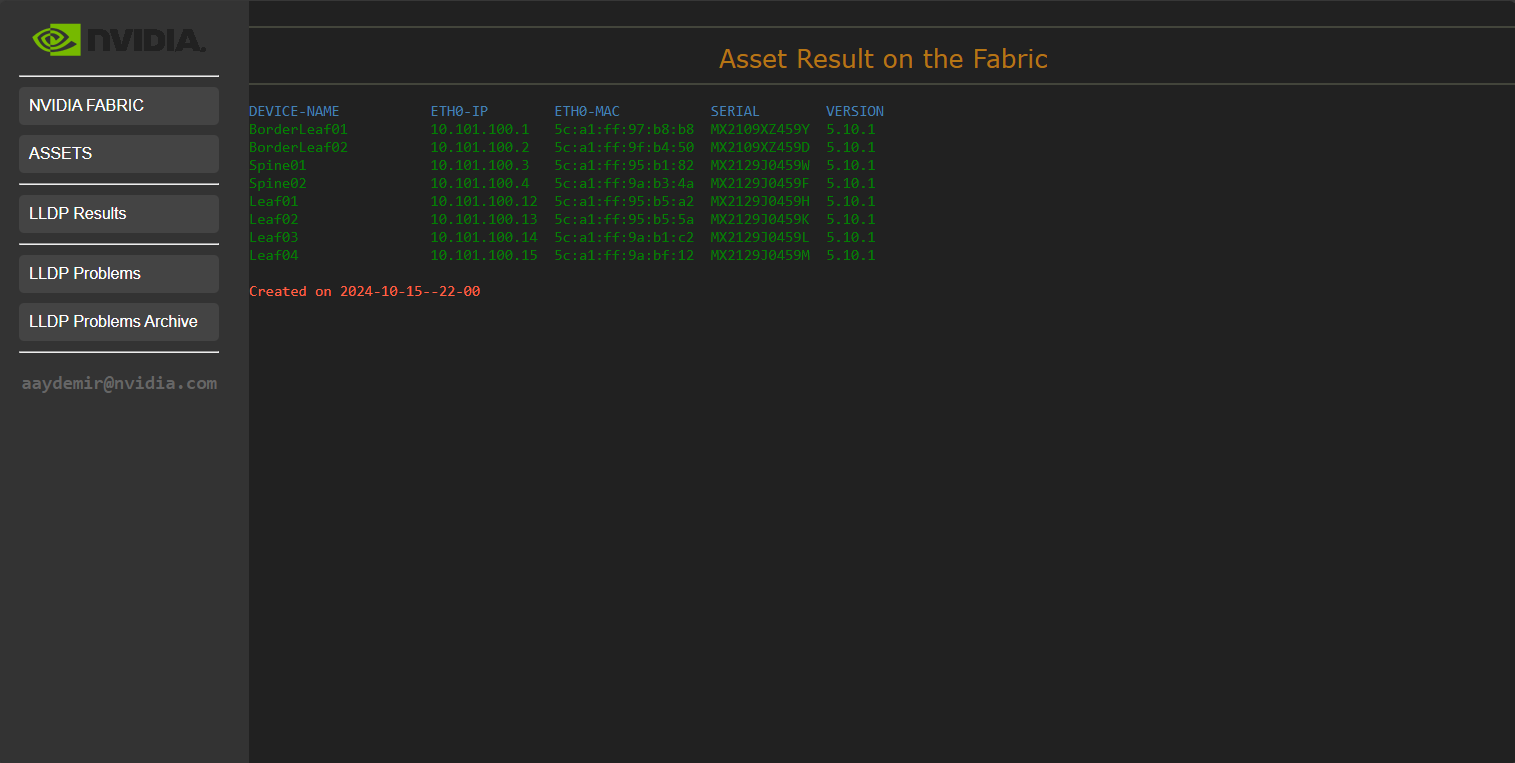 NVIDIA.
NVIDIA FABRIC
ASSETS
LLDP Results
LLDP Problems
LLDP Problems Archive
aaydemir@nvidia.com
Asset Result on the Fabric
DEVICE-NAME ETH0-IP ETH0-MAC SERIAL VERSION
BorderLeaf01 10.101.100.1 5c:a1:ff:97:b8:b8 MX2109XZ459Y 5.10.1
BorderLeaf02 10.101.100.2 5c:a1:ff:9f:b4:50 MX2109XZ459D 5.10.1
Spine01 10.101.100.3 5c:a1:ff:95:b1:82 MX2129J0459W 5.10.1
Spine02 10.101.100.4 5c:a1:ff:9a:b3:4a MX2129J0459F 5.10.1
Leaf01 10.101.100.12 5c:a1:ff:95:b5:a2 MX2129J0459H 5.10.1
Leaf02 10.101.100.13 5c:a1:ff:95:b5:5a MX2129J0459K 5.10.1
Leaf03 10.101.100.14 5c:a1:ff:9a:b1:c2 MX2129J0459L 5.10.1
Leaf04 10.101.100.15 5c:a1:ff:9a:bf:12 MX2129J0459M 5.10.1
Created on 2024-10-15--22-00